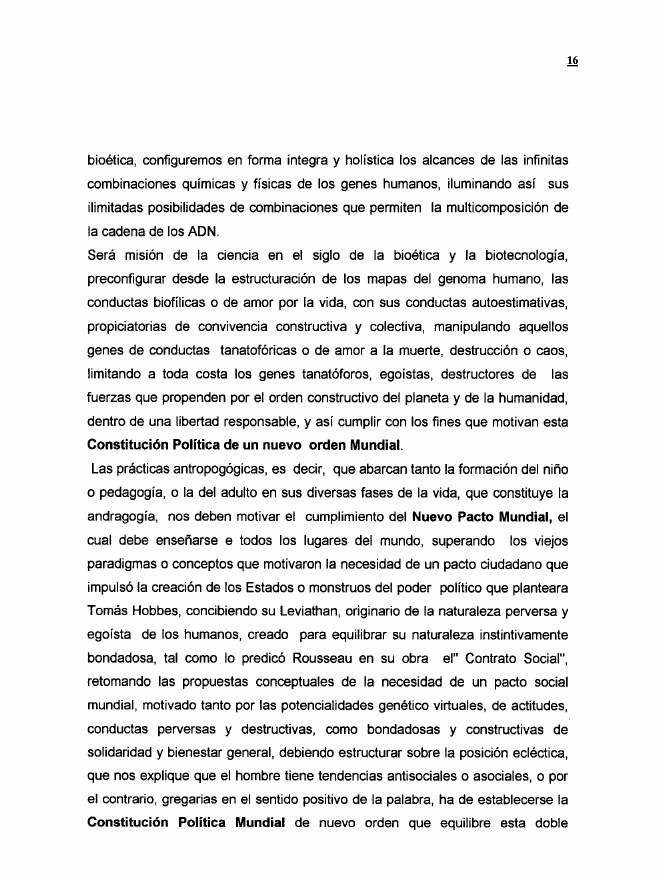 16
bioética, configuremos en forma integra y holística los alcances de las infinitas
combinaciones químicas y físicas de los genes humanos, iluminando así sus
ilimitadas posibilidades de combinaciones que permiten la multicomposición de
la cadena de los ADN.
Será misión de la ciencia en el siglo de la bioética y la biotecnología,
preconfigurar desde la estructuración de los mapas del genoma humano, las
conductas biofílicas o de amor por la vida, con sus conductas autoestimativas,
propiciatorias de convivencia constructiva y colectiva, manipulando aquellos
genes de conductas tanatofóricas o de amor a la muerte, destrucción o caos,
limitando a toda costa los genes tanatóforos, egoístas, destructores de las
fuerzas que propenden por el orden constructivo del planeta y de la humanidad,
dentro de una libertad responsable, y así cumplir con los fines que motivan esta
Constitución Política de un nuevo orden Mundial.
Las prácticas antropogógicas, es decir, que abarcan tanto la formación del niño
o pedagogía, o la del adulto en sus diversas fases de la vida, que constituye la
andragogía, nos deben motivar el cumplimiento del Nuevo Pacto Mundial, el
cual debe enseñarse e todos los lugares del mundo, superando los viejos
paradigmas o conceptos que motivaron la necesidad de un pacto ciudadano que
impulsó la creación de los Estados o monstruos del poder político que planteara
Tomás Hobbes, concibiendo su Leviathan, originario de la naturaleza perversa y
egoísta de los humanos, creado para equilibrar su naturaleza instintivamente
bondadosa, tal como lo predicó Rousseau en su obra el" Contrato Social",
retomando las propuestas conceptuales de la necesidad de un pacto social
mundial, motivado tanto por las potencialidades genético virtuales, de actitudes,
conductas perversas y destructivas, como bondadosas y constructivas de
solidaridad y bienestar general, debiendo estructurar sobre la posición ecléctica,
que nos explique que el hombre tiene tendencias antisociales o asociales, o por
el contrario, gregarias en el sentido positivo de la palabra, ha de establecerse la
Constitución Política Mundial de nuevo orden que equilibre esta doble